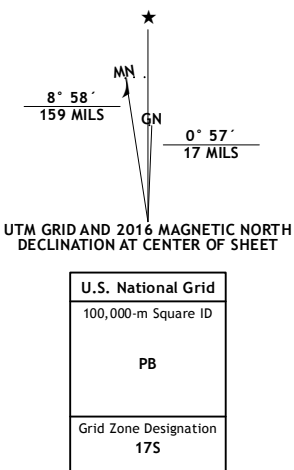 ★
MN
8° 58´
159 MILS
GN
0° 57´
17 MILS
UTM GRID AND 2016 MAGNETIC NORTH
DECLINATION AT CENTER OF SHEET
U.S. National Grid
100,000-m Square ID
PB
Grid Zone Designation
17S